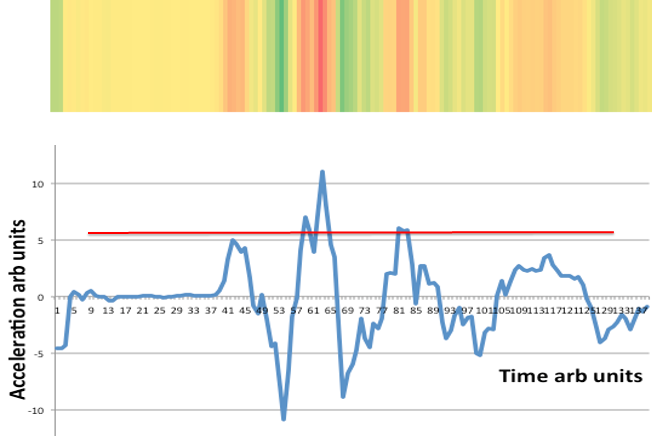 10
5
0
-5
-10
Acceleration arb units
1 5 9 13 17 21 25 29 33 37 41 45 49 53 57 61 65 69 73 77 81 85 89 93 97 101105109113117121125129133137
Time arb units